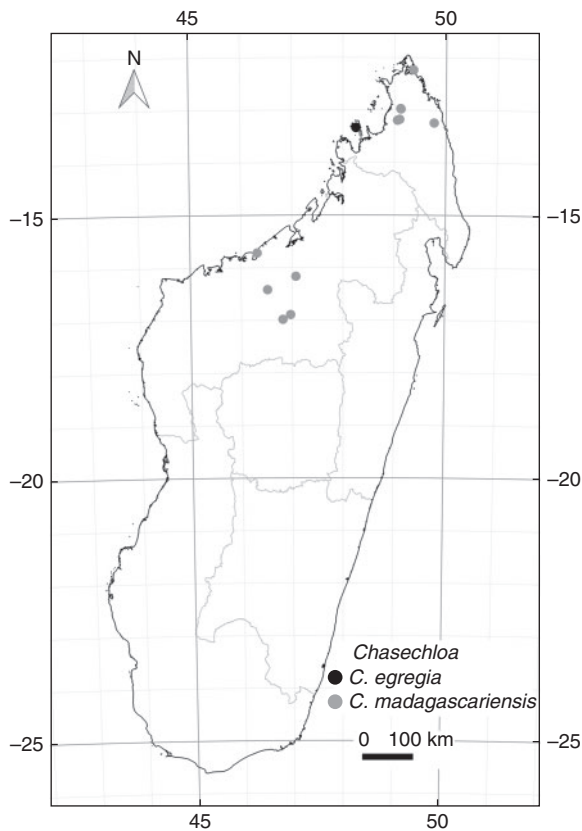 45 50
N
–15 –15
–20 –20
Chasechloa
C. egregia
C. madagascariensis
0 100 km
–25 –25
45 50